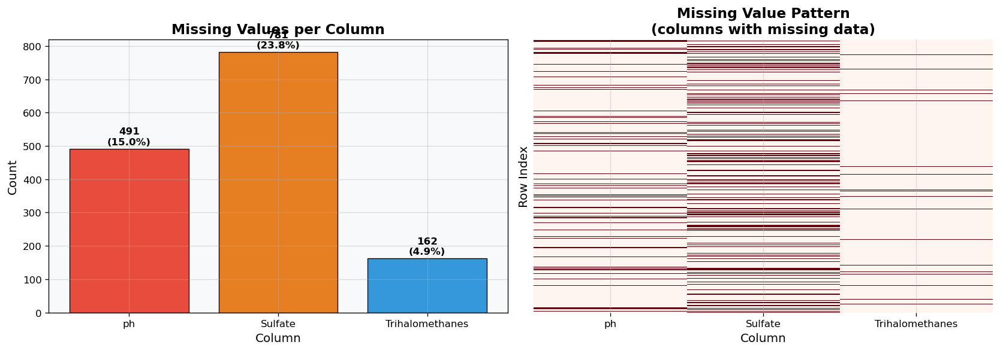 Missing Values per Column
Count
800
700
600
500
400
300
200
100
0
491
(15.0%)
781
(23.8%)
162
(4.9%)
ph
Sulfate
Trihalomethanes
Column
Missing Value Pattern
(columns with missing data)
Row Index
ph
Sulfate
Trihalomethanes
Column